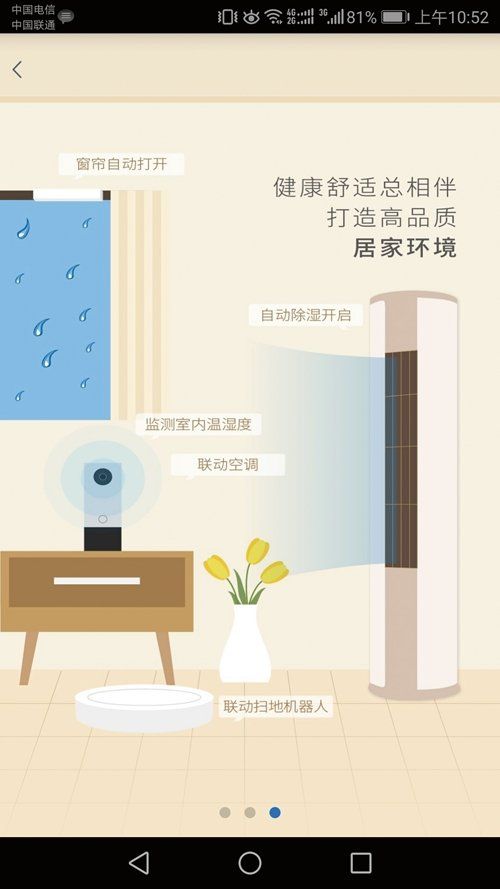 中国电信
中国联通
4G
2G
3G
81%
上午10:52
窗帘自动打开
健康舒适总相伴
打造高品质
居家环境
自动除湿开启
监测室内温湿度
联动空调
联动扫地机器人